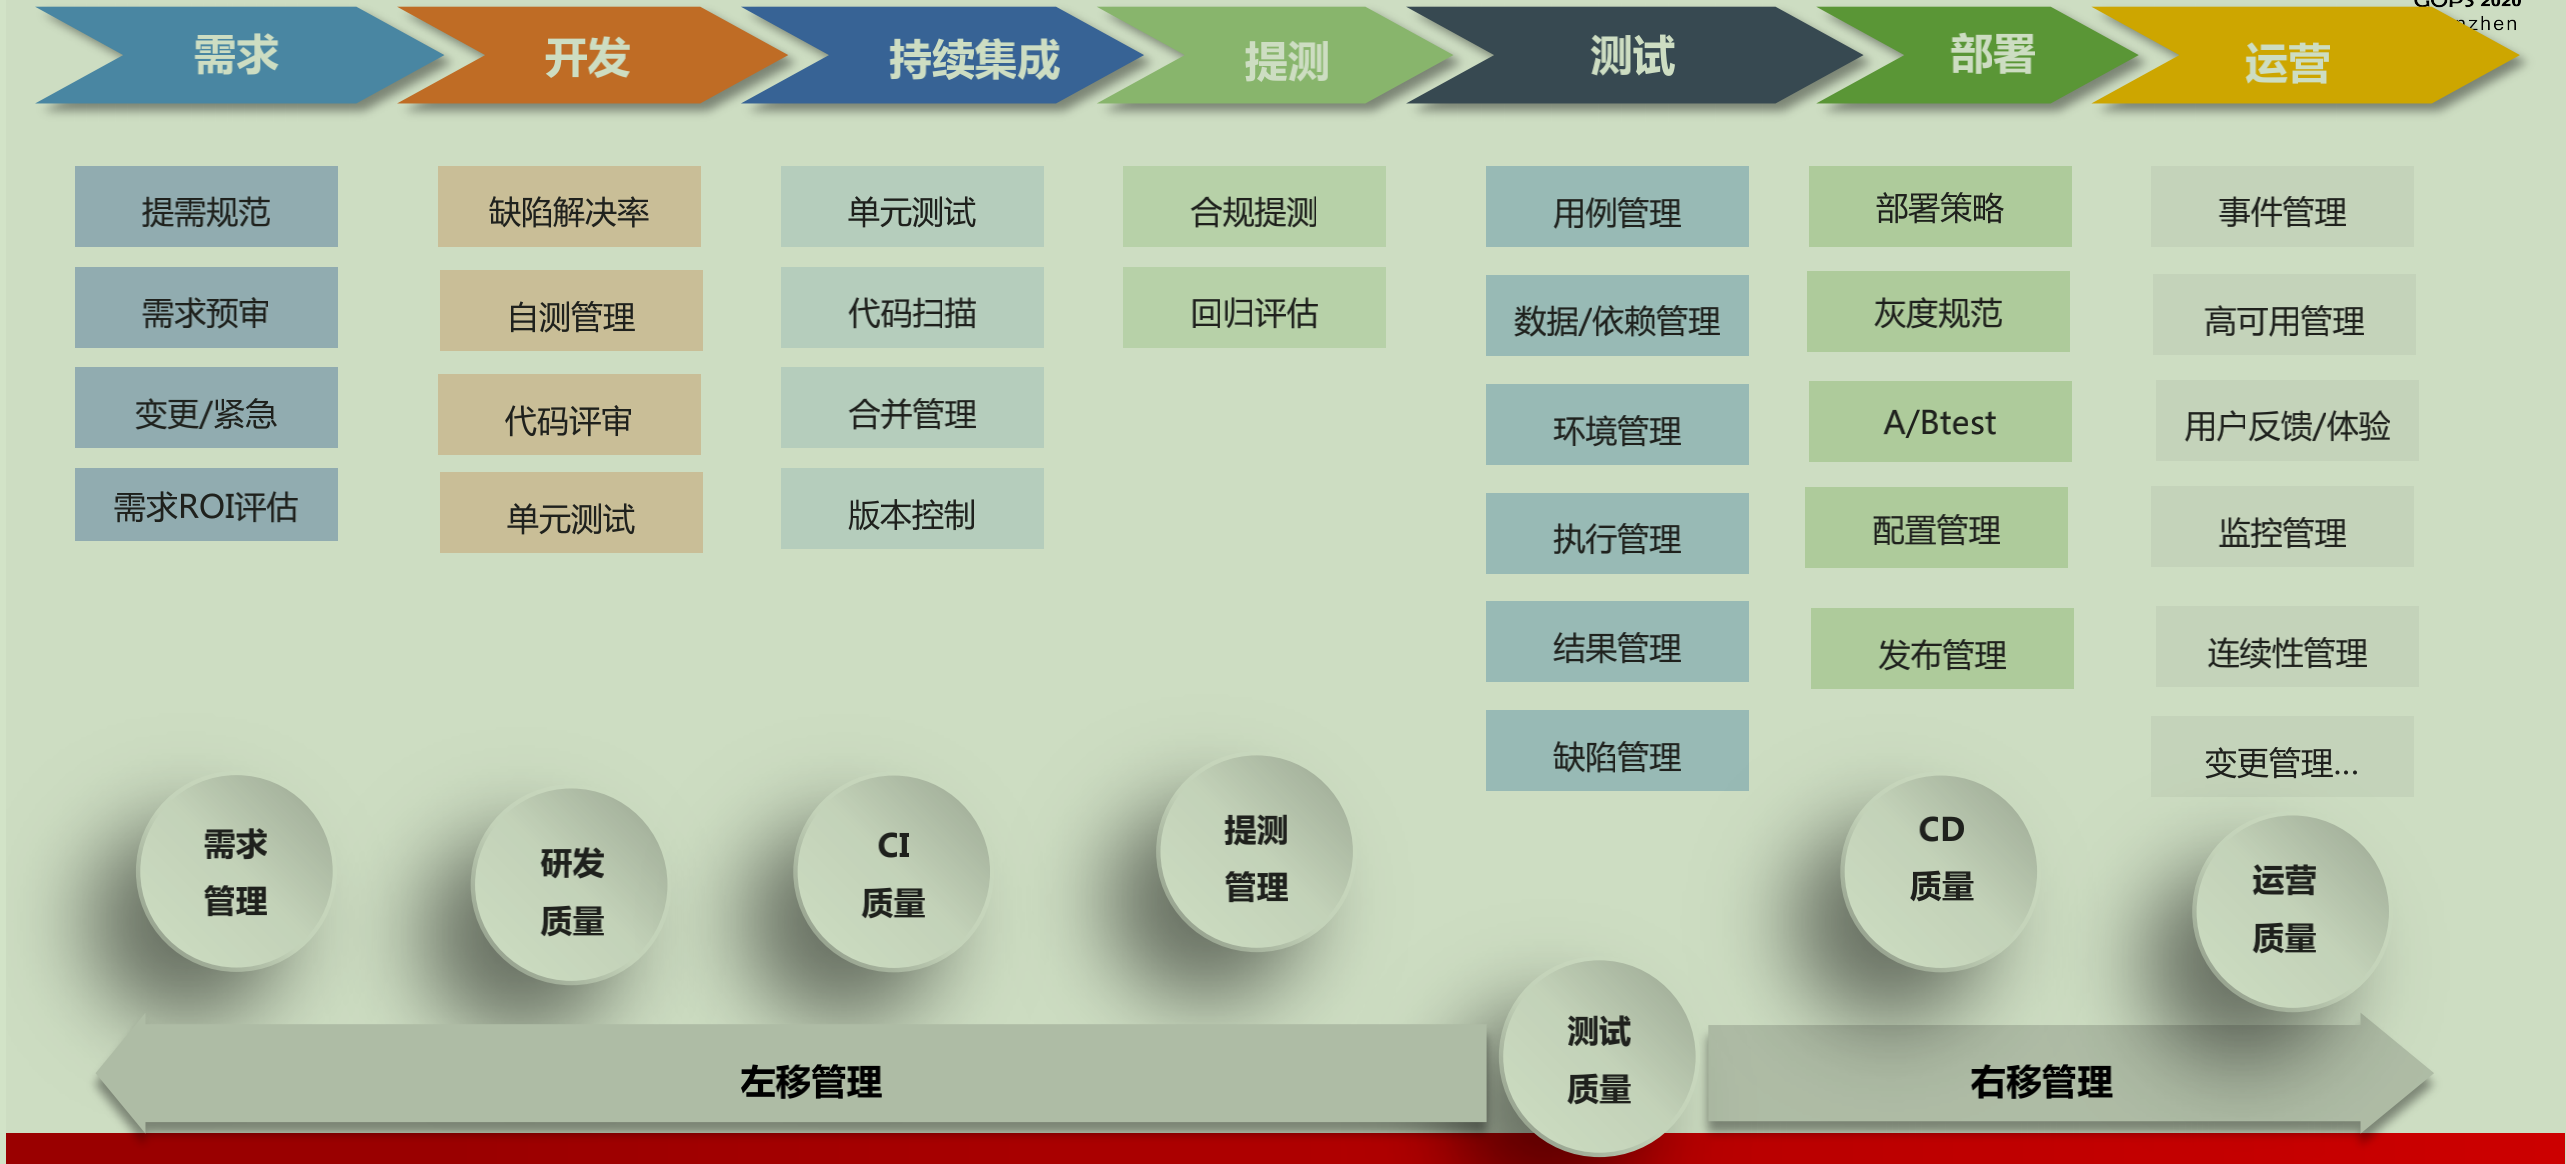 GOPS 2020
需求
开发
持续集成
提测
测试
部署
运营
提需规范
需求预审
变更/紧急
需求ROI评估
缺陷解决率
自测管理
代码评审
单元测试
单元测试
代码扫描
合并管理
版本控制
合规提测
回归评估
用例管理
数据/依赖管理
环境管理
执行管理
结果管理
缺陷管理
部署策略
灰度规范
A/Btest
配置管理
发布管理
事件管理
高可用管理
用户反馈/体验
监控管理
连续性管理
变更管理...
需求
管理
研发
质量
CI
质量
提测
管理
测试
质量
CD
质量
运营
质量
左移管理
右移管理